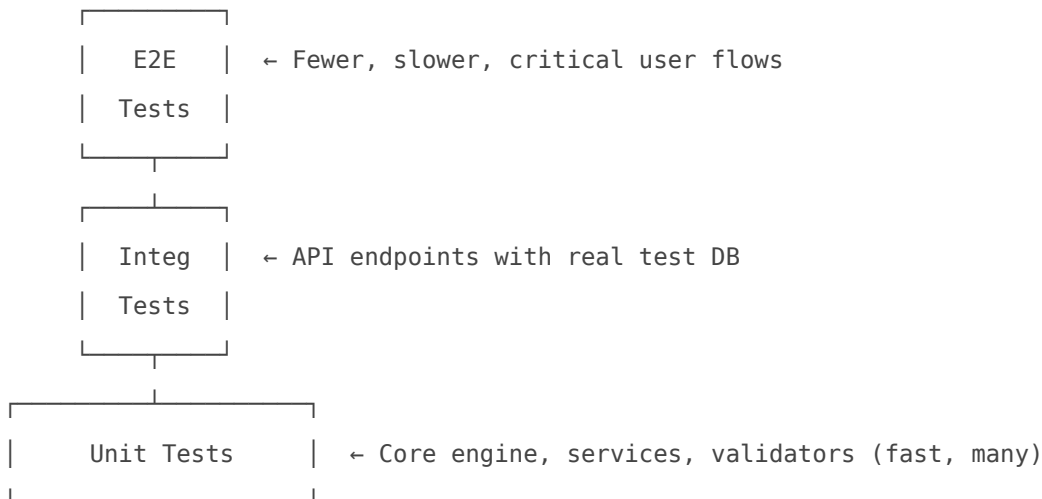 E2E ← Fewer, slower, critical user flows
Tests
Integ ← API endpoints with real test DB
Tests
Unit Tests ← Core engine, services, validators (fast, many)